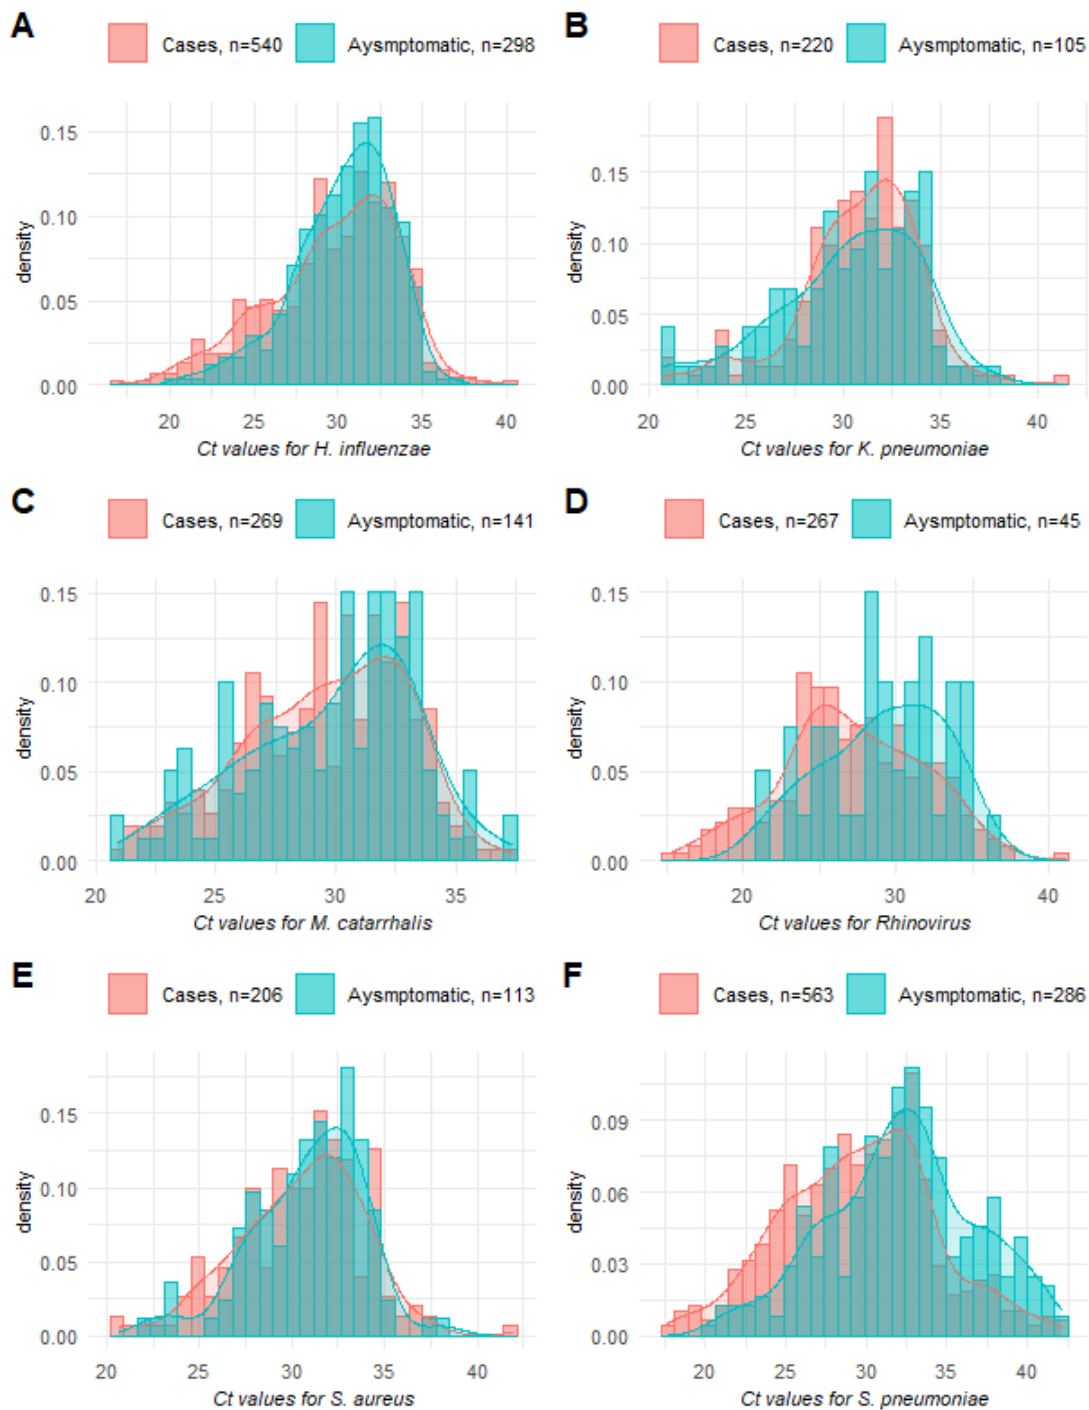 A
Cases, n=540 Aysmptomatic, n=298
0.15
0.10
0.05
0.00
density
20 25 30 35 40
Ct values for H. influenzae
B
Cases, n=220 Aysmptomatic, n=105
0.15
0.10
0.05
0.00
density
20 25 30 35 40
Ct values for K. pneumoniae
C
Cases, n=269 Aysmptomatic, n=141
0.15
0.10
0.05
0.00
density
20 25 30 35
Ct values for M. catarrhalis
D
Cases, n=267 Aysmptomatic, n=45
0.15
0.10
0.05
0.00
density
20 30 40
Ct values for Rhinovirus
E
Cases, n=206 Aysmptomatic, n=113
0.15
0.10
0.05
0.00
density
20 25 30 35 40
Ct values for S. aureus
F
Cases, n=563 Aysmptomatic, n=286
0.09
0.06
0.03
0.00
density
20 25 30 35 40
Ct values for S. pneumoniae